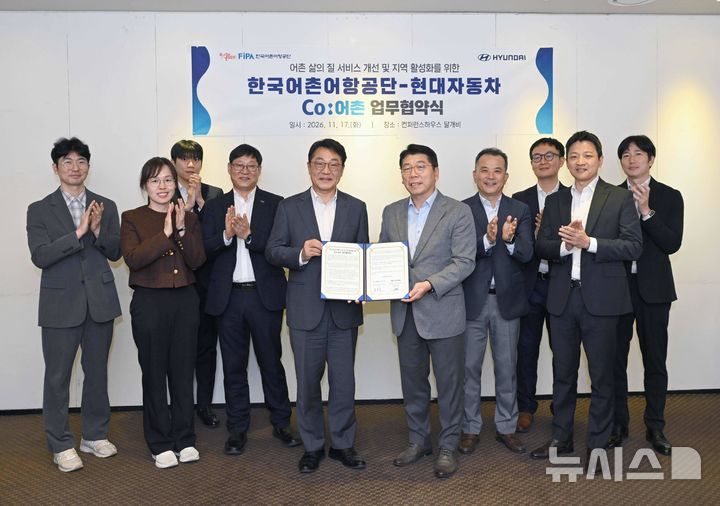 FiPA 한국어촌어항공단
HYUNDAI
어촌 삶의 질 서비스 개선 및 지역 활성화를 위한
한국어촌어항공단-현대자동차
Co:어촌 업무협약식
일시 : 2026. 11. 17.(화) | 장소 : 컨퍼런스하우스 달개비
뉴시스